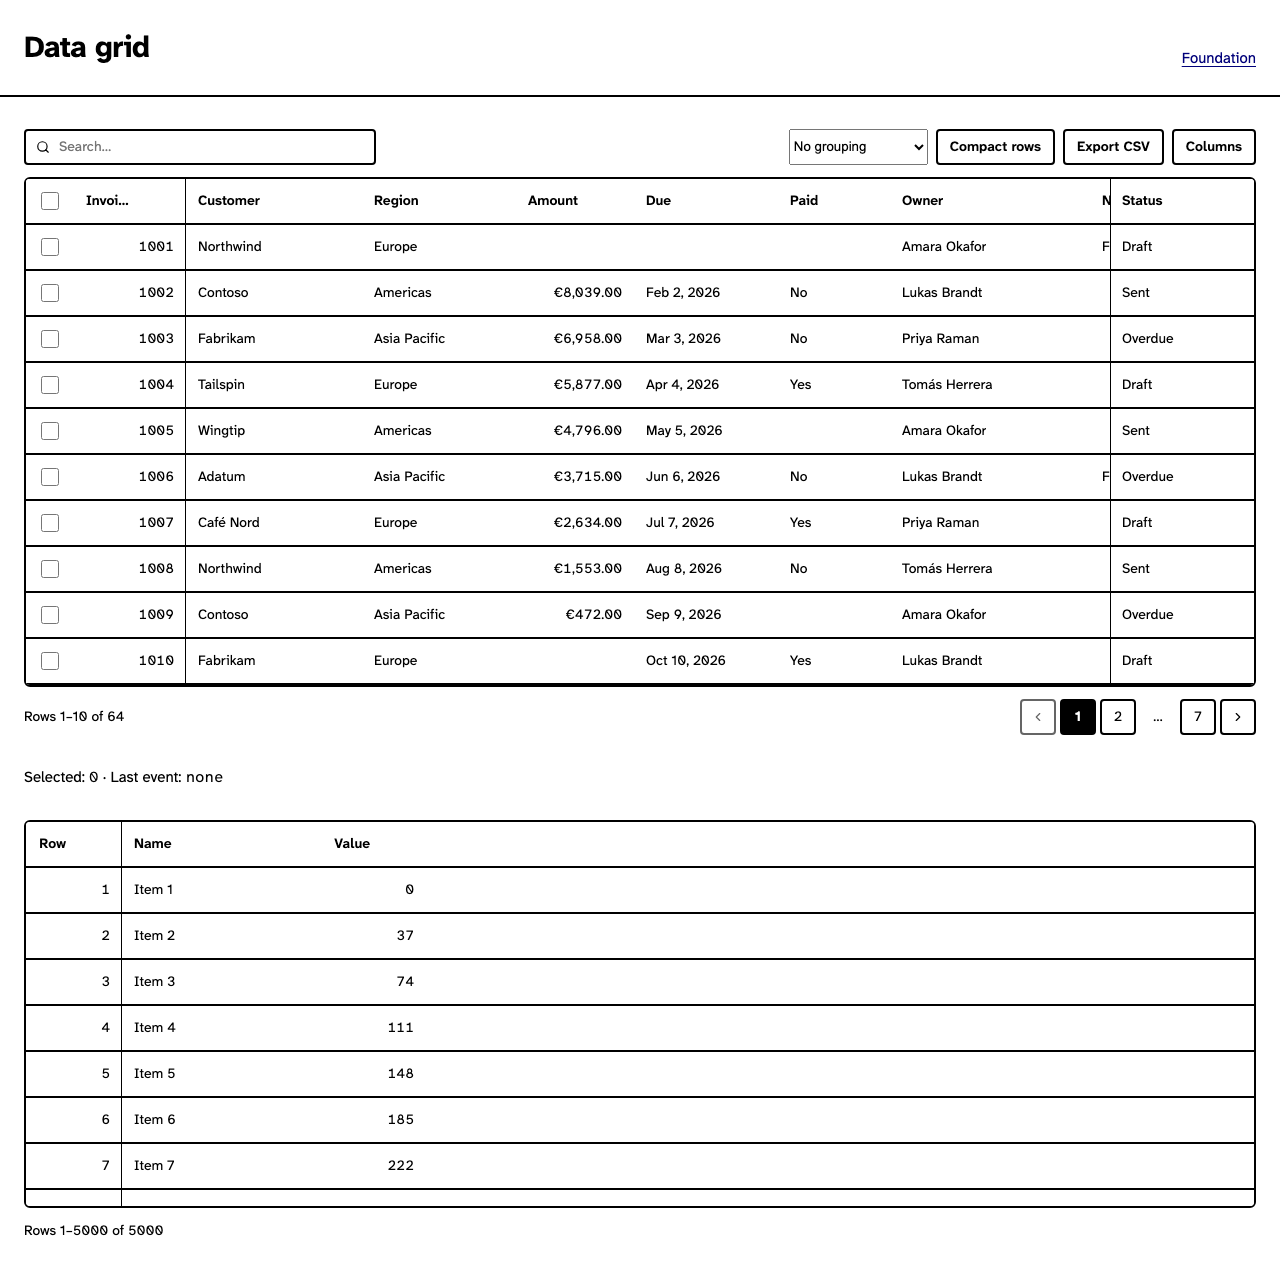 Data grid
Foundation
Search...
No grouping
Compact rows
Export CSV
Columns
Invoi... Customer Region Amount Due Paid Owner N Status
1001 Northwind Europe Amara Okafor F Draft
1002 Contoso Americas €8,039.00 Feb 2, 2026 No Lukas Brandt Sent
1003 Fabrikam Asia Pacific €6,958.00 Mar 3, 2026 No Priya Raman Overdue
1004 Tailspin Europe €5,877.00 Apr 4, 2026 Yes Tomás Herrera Draft
1005 Wingtip Americas €4,796.00 May 5, 2026 Amara Okafor Sent
1006 Adatum Asia Pacific €3,715.00 Jun 6, 2026 No Lukas Brandt F Overdue
1007 Café Nord Europe €2,634.00 Jul 7, 2026 Yes Priya Raman Draft
1008 Northwind Americas €1,553.00 Aug 8, 2026 No Tomás Herrera Sent
1009 Contoso Asia Pacific €472.00 Sep 9, 2026 Amara Okafor Overdue
1010 Fabrikam Europe Oct 10, 2026 Yes Lukas Brandt Draft
Rows 1–10 of 64
‹ 1 2 … 7 ›
Selected: 0 · Last event: none
Row Name Value
1 Item 1 0
2 Item 2 37
3 Item 3 74
4 Item 4 111
5 Item 5 148
6 Item 6 185
7 Item 7 222
Rows 1–5000 of 5000